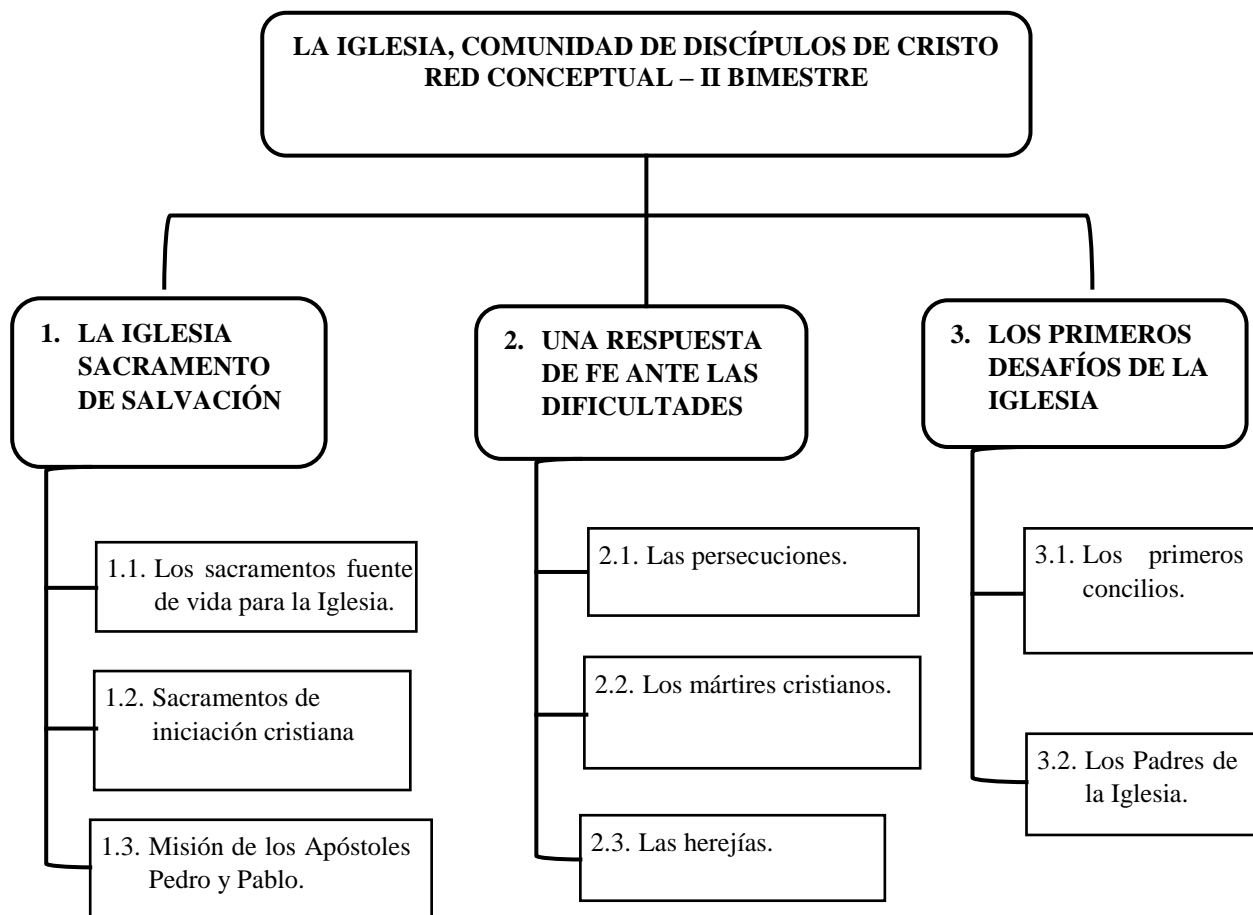 LA IGLESIA, COMUNIDAD DE DISCÍPULOS DE CRISTO
RED CONCEPTUAL – II BIMESTRE
1. LA IGLESIA
SACRAMENTO
DE SALVACIÓN
1.1. Los sacramentos fuente
de vida para la Iglesia.
1.2. Sacramentos de
iniciación cristiana
1.3. Misión de los Apóstoles
Pedro y Pablo.
2. UNA RESPUESTA
DE FE ANTE LAS
DIFICULTADES
2.1. Las persecuciones.
2.2. Los mártires cristianos.
2.3. Las herejías.
3. LOS PRIMEROS
DESAFÍOS DE LA
IGLESIA
3.1. Los primeros
concilios.
3.2. Los Padres de
la Iglesia.